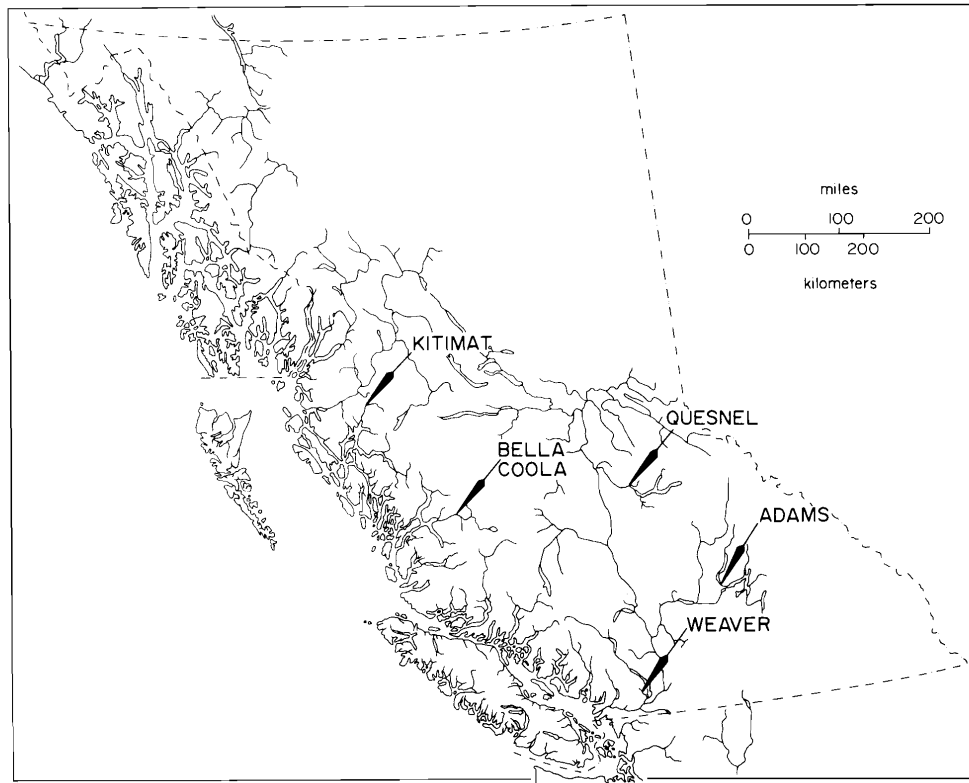 miles
0 100 200
0 100 200
kilometers
KITIMAT
QUESNEL
BELLA
COOLA
ADAMS
WEAVER